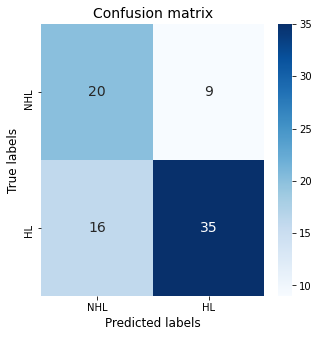 Confusion matrix
True labels
NHL
20
9
HL
16
35
NHL
HL
Predicted labels
35
30
25
20
15
10